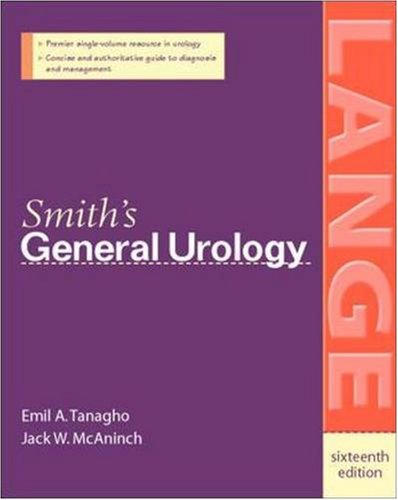 Premier single-volume resource in urology
Concise and authoritative guide to diagnosis
and management
LANGE
Smith's
General Urology
Emil A. Tanagho
Jack W. McAninch
sixteenth
edition